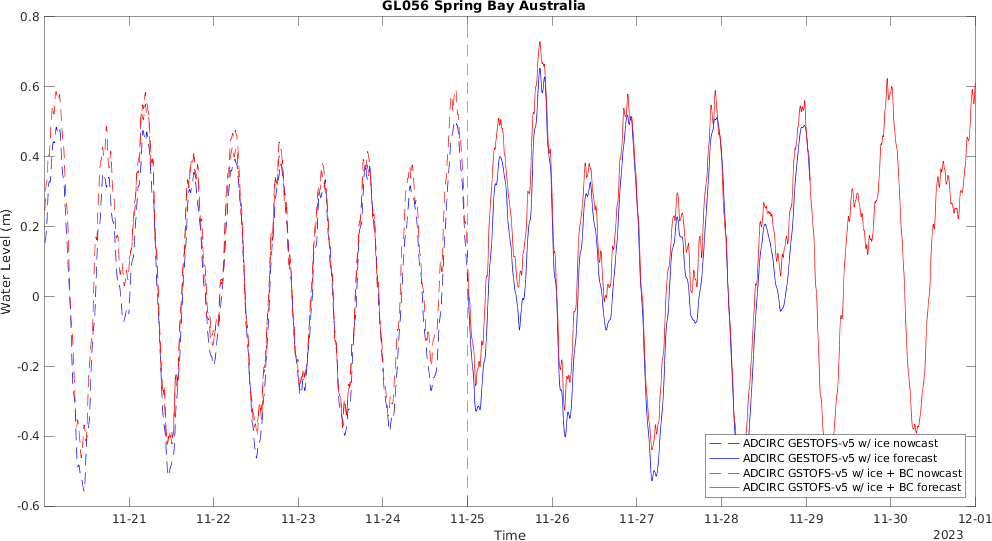 GL056 Spring Bay Australia
Water Level (m)
0.8
0.6
0.4
0.2
0
-0.2
-0.4
-0.6
ADCIRC GESTOFS-v5 w/ ice nowcast
ADCIRC GESTOFS-v5 w/ ice forecast
ADCIRC GSTOFS-v5 w/ ice + BC nowcast
ADCIRC GSTOFS-v5 w/ ice + BC forecast
11-21 11-22 11-23 11-24 11-25 11-26 11-27 11-28 11-29 11-30 12-01
Time
2023